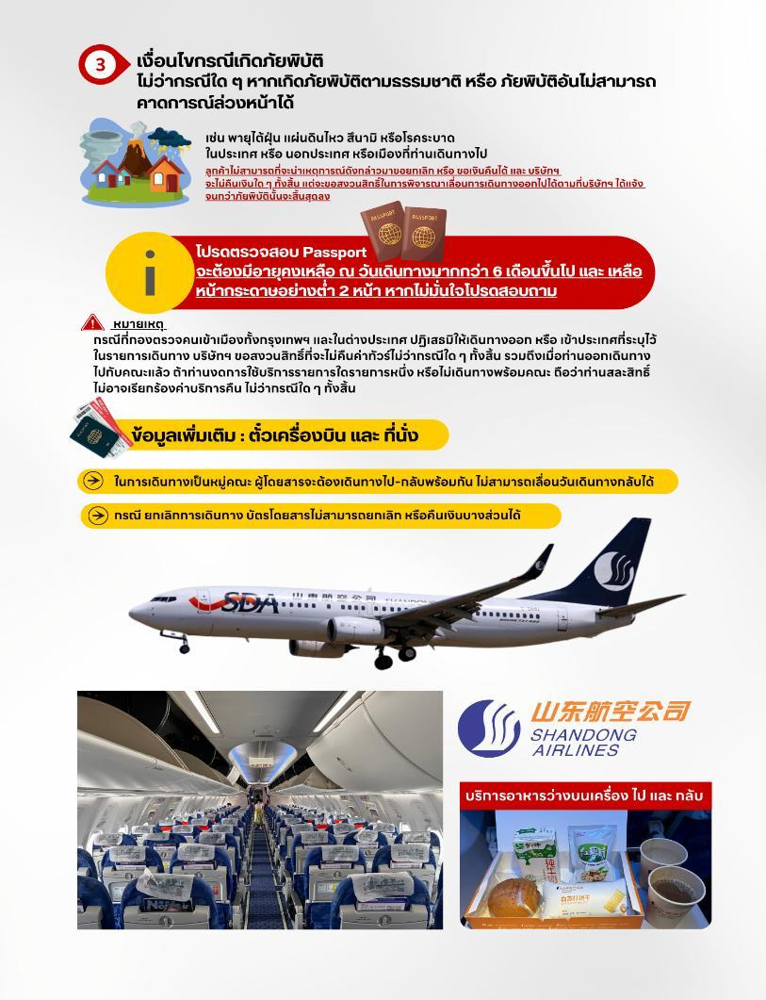 3
เงื่อนไขกรณีเกิดภัยพิบัติ
ไม่ว่ากรณีใด ๆ หากเกิดภัยพิบัติตามธรรมชาติ หรือ ภัยพิบัติอันไม่สามารถ
คาดการณ์ล่วงหน้าได้
เช่น พายุไต้ฝุ่น แผ่นดินไหว สึนามิ หรือโรคระบาด
ในประเทศ หรือ นอกประเทศ หรือเมืองที่ท่านเดินทางไป
ลูกค้าไม่สามารถที่จะนำเหตุการณ์ดังกล่าวมาขอยกเลิก หรือ ขอเงินคืนได้ และ บริษัทฯ
จะไม่คืนเงินใด ๆ ทั้งสิ้น แต่จะขอสงวนสิทธิ์ในการพิจารณาเลื่อนการเดินทางออกไปได้ตามที่บริษัทฯ ได้แจ้ง
จนกว่าภัยพิบัตินั้นจะสิ้นสุดลง
PASSPORT
PASSPORT
i
โปรดตรวจสอบ Passport
จะต้องมีอายุคงเหลือ ณ วันเดินทางมากกว่า 6 เดือนขึ้นไป และ เหลือ
หน้ากระดาษอย่างต่ำ 2 หน้า หากไม่มั่นใจโปรดสอบถาม
หมายเหตุ
กรณีที่กองตรวจคนเข้าเมืองทั้งกรุงเทพฯ และในต่างประเทศ ปฏิเสธมิให้เดินทางออก หรือ เข้าประเทศที่ระบุไว้
ในรายการเดินทาง บริษัทฯ ขอสงวนสิทธิ์ที่จะไม่คืนค่าทัวร์ไม่ว่ากรณีใด ๆ ทั้งสิ้น รวมถึงเมื่อท่านออกเดินทาง
ไปกับคณะแล้ว ถ้าท่านงดการใช้บริการรายการใดรายการหนึ่ง หรือไม่เดินทางพร้อมคณะ ถือว่าท่านสละสิทธิ์
ไม่อาจเรียกร้องค่าบริการคืน ไม่ว่ากรณีใด ๆ ทั้งสิ้น
ข้อมูลเพิ่มเติม : ตั๋วเครื่องบิน และ ที่นั่ง
ในการเดินทางเป็นหมู่คณะ ผู้โดยสารจะต้องเดินทางไป-กลับพร้อมกัน ไม่สามารถเลื่อนวันเดินทางกลับได้
กรณี ยกเลิกการเดินทาง บัตรโดยสารไม่สามารถยกเลิก หรือคืนเงินบางส่วนได้
SDA 山东航空公司 SHANDONG
山东航空公司
SHANDONG
AIRLINES
บริการอาหารว่างบนเครื่อง ไป และ กลับ